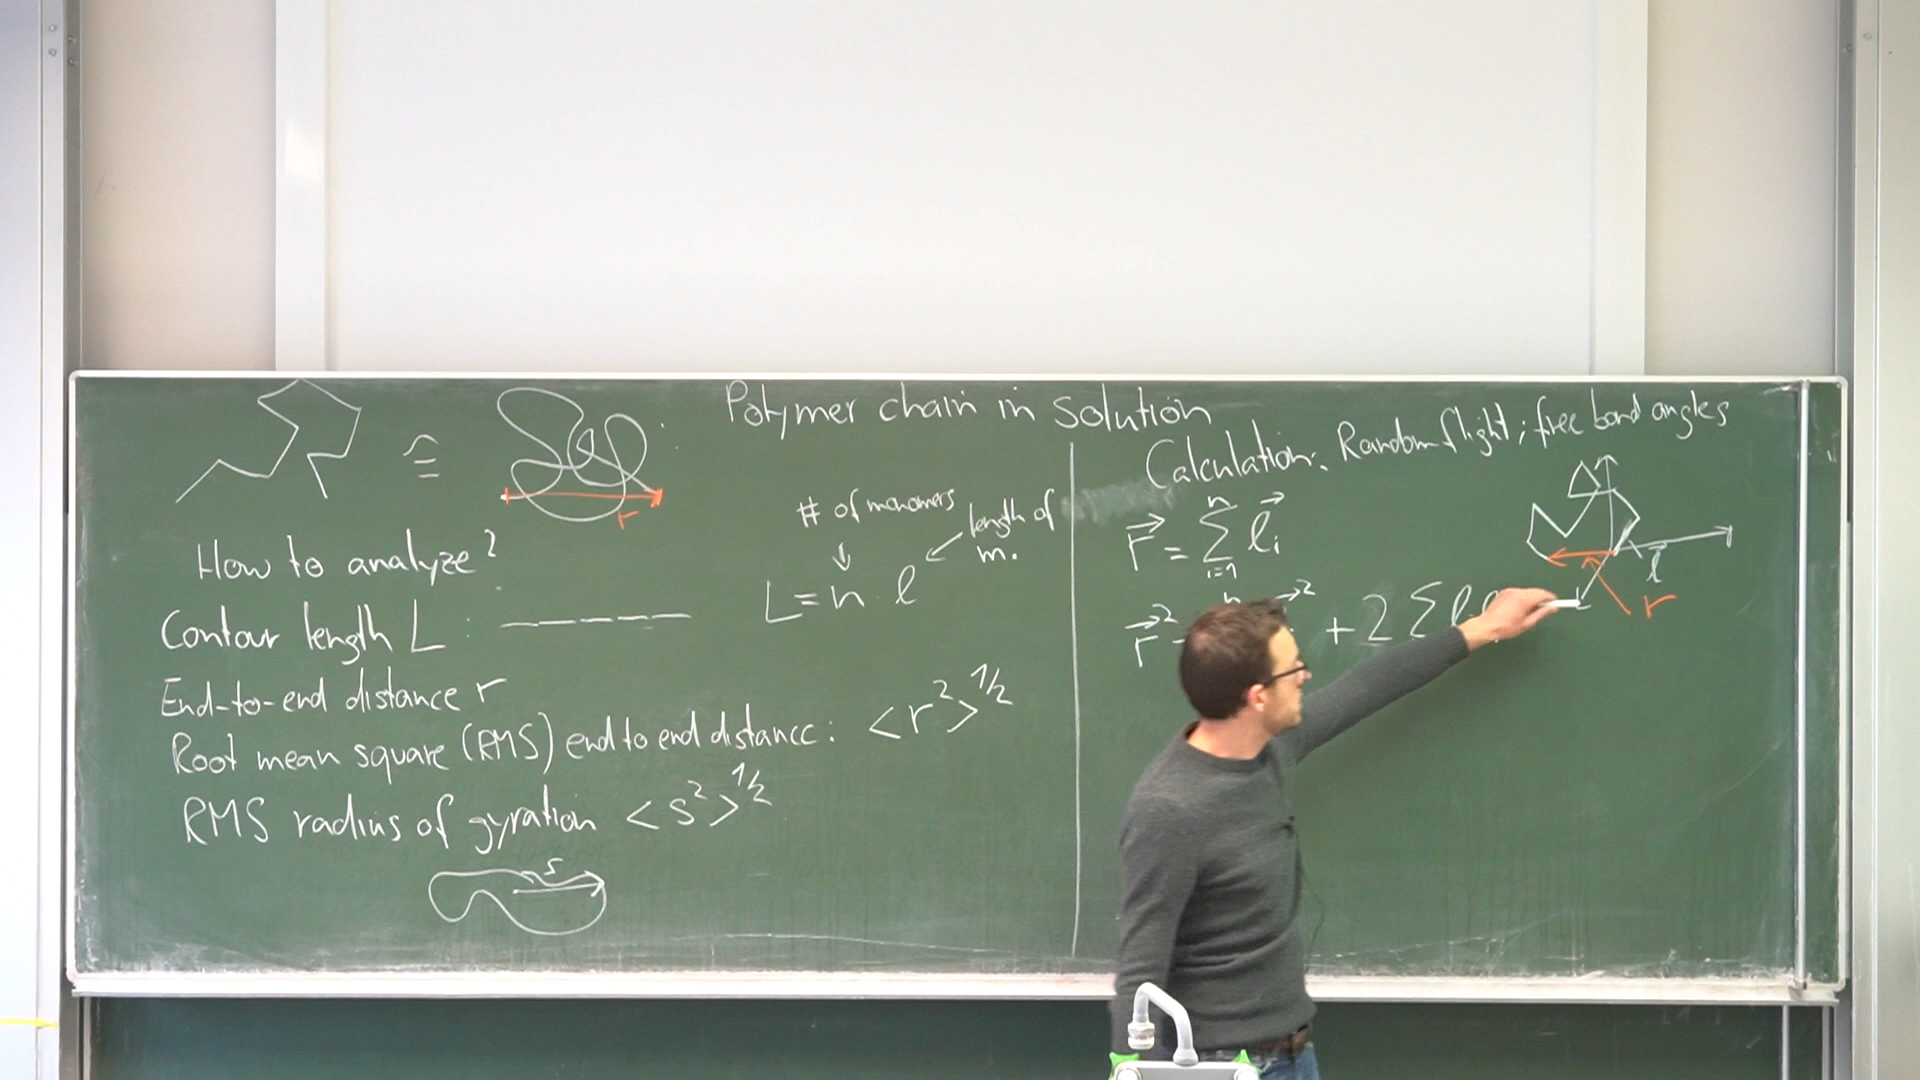 Polymer chain in solution
≙
:
r
How to analyze?
# of monomers
length of m.
L = n · l
Contour length L :
End-to-end distance r
Root mean square (RMS) end to end distance : <r²>^1/2
RMS radius of gyration <s²>^1/2
s
Calculation: Random flight; free bond angles
r⃗ = Σ l⃗ᵢ
n
i=1
r⃗² + 2 Σ
l⃗
r